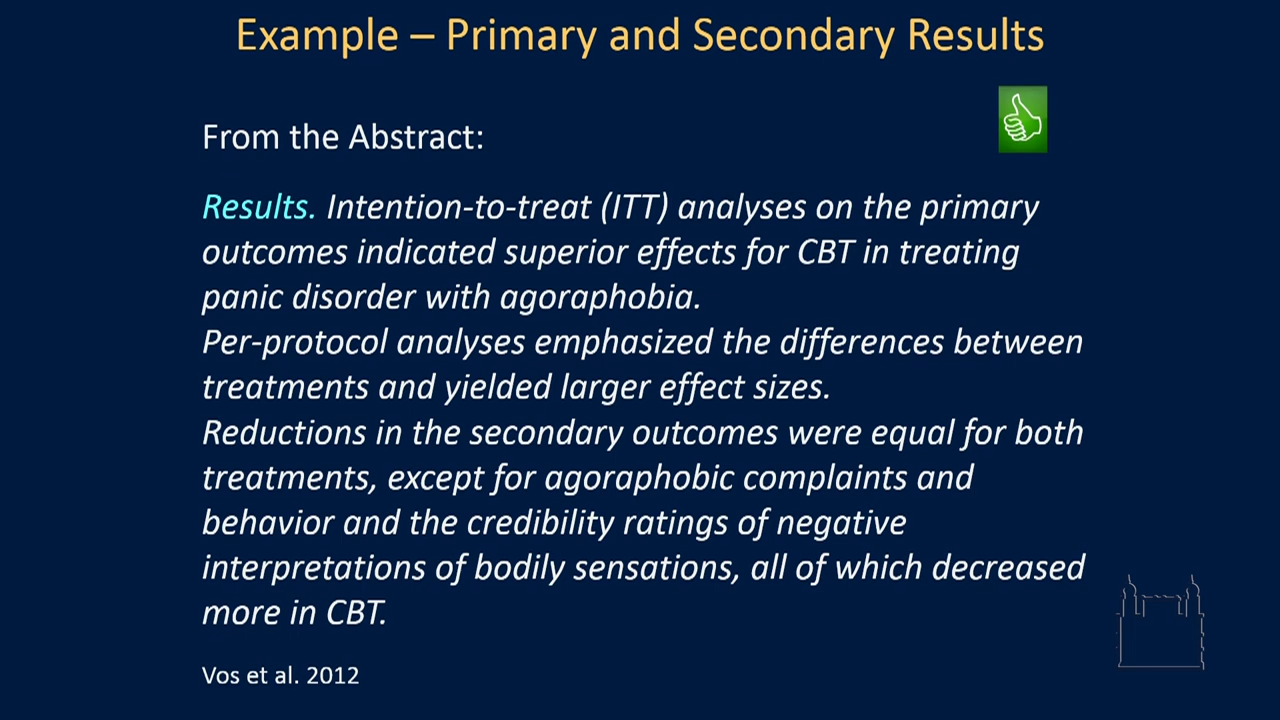 Example – Primary and Secondary Results
From the Abstract:
Results. Intention-to-treat (ITT) analyses on the primary
outcomes indicated superior effects for CBT in treating
panic disorder with agoraphobia.
Per-protocol analyses emphasized the differences between
treatments and yielded larger effect sizes.
Reductions in the secondary outcomes were equal for both
treatments, except for agoraphobic complaints and
behavior and the credibility ratings of negative
interpretations of bodily sensations, all of which decreased
more in CBT.
Vos et al. 2012